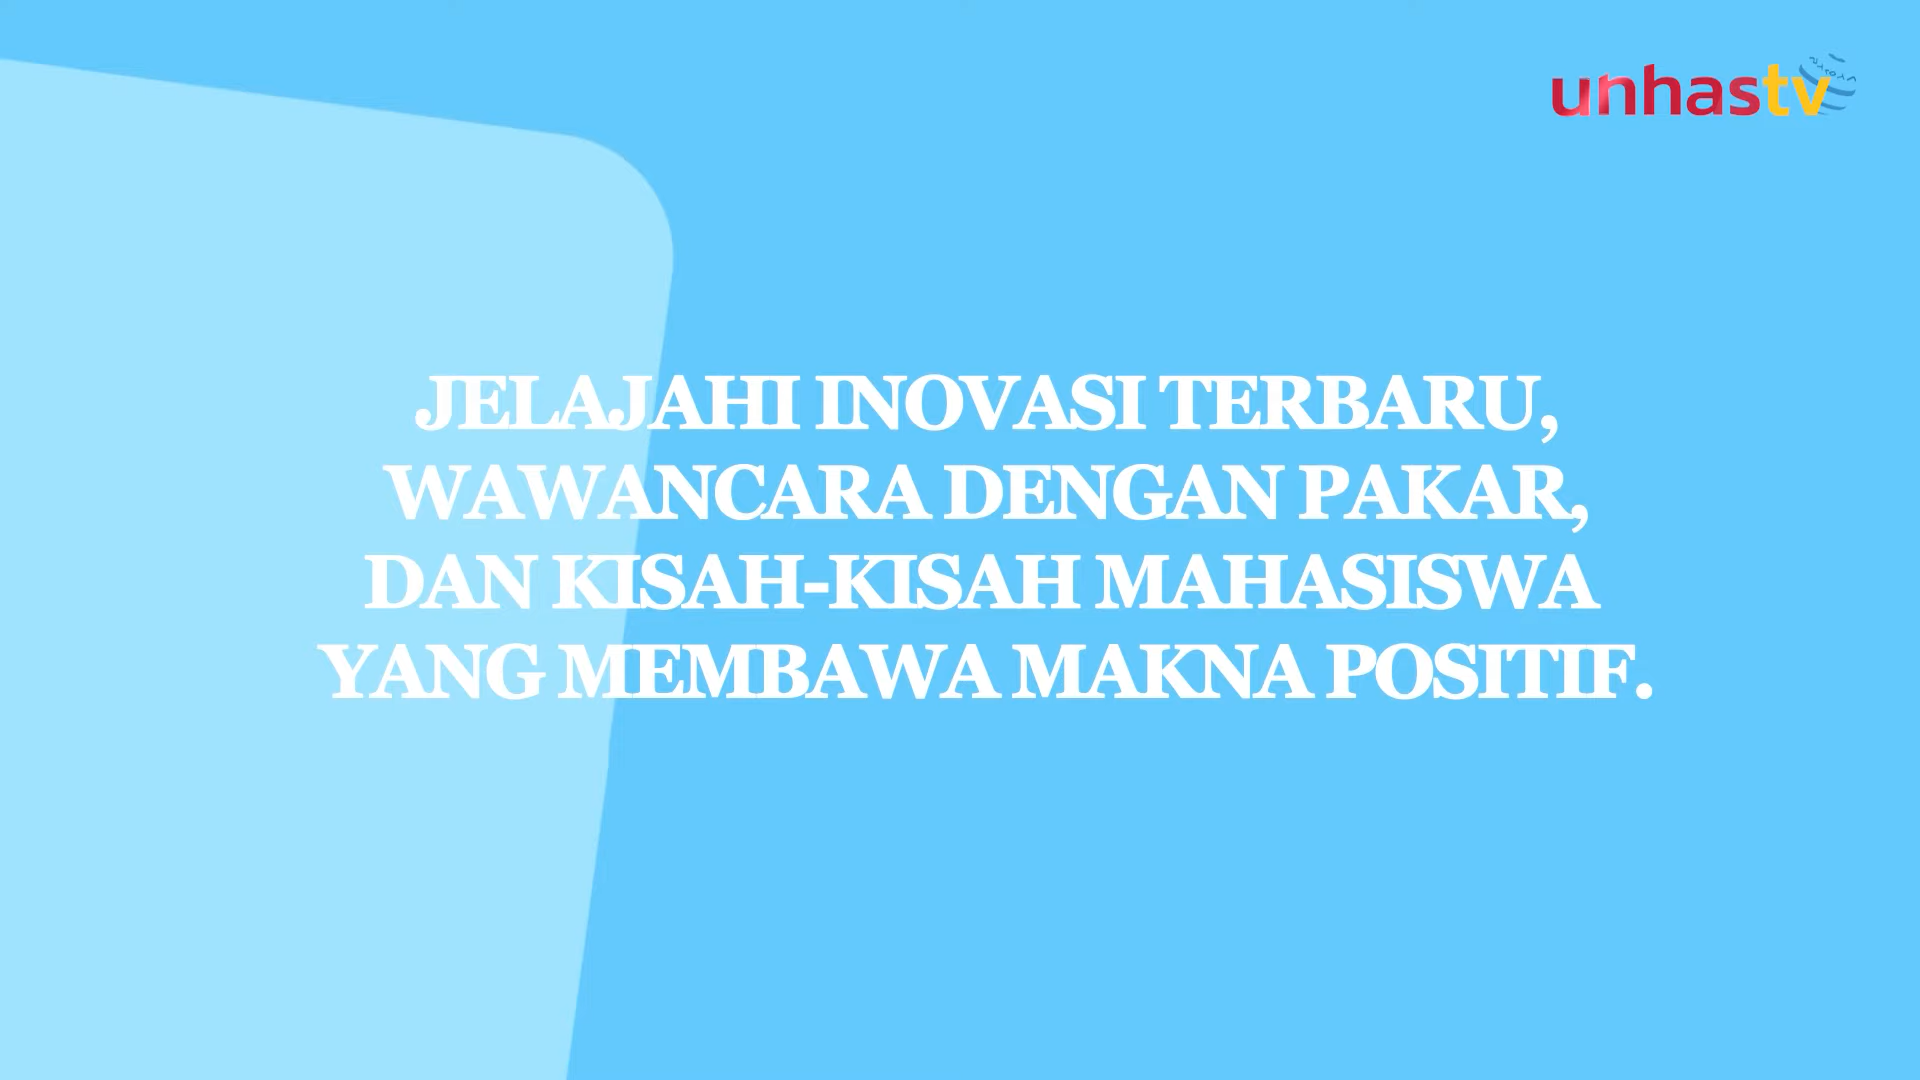 unhastv
JELAJAHI INOVASI TERBARU,
WAWANCARA DENGAN PAKAR,
DAN KISAH-KISAH MAHASISWA
YANG MEMBAWA MAKNA POSITIF.